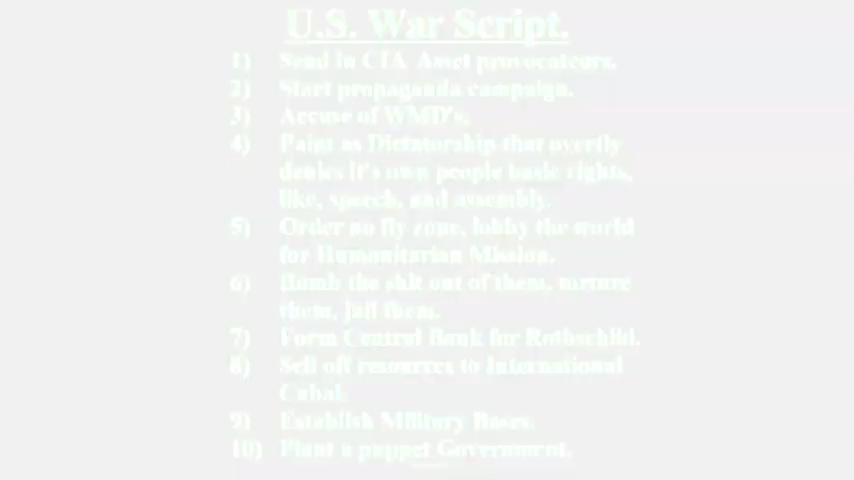 U.S. War Script.
1) Send in CIA Asset provocateurs.
2) Start propaganda campaign.
3) Accuse of WMD's.
4) Paint as Dictatorship that overtly
denies it's own people basic rights,
like, speech, and assembly.
5) Order no fly zone, lobby the world
for Humanitarian Mission.
6) Bomb the shit out of them, torture
them, jail them.
7) Form Central Bank for Rothschild.
8) Sell off resources to International
Cabal.
9) Establish Military Bases.
10) Plant a puppet Government.